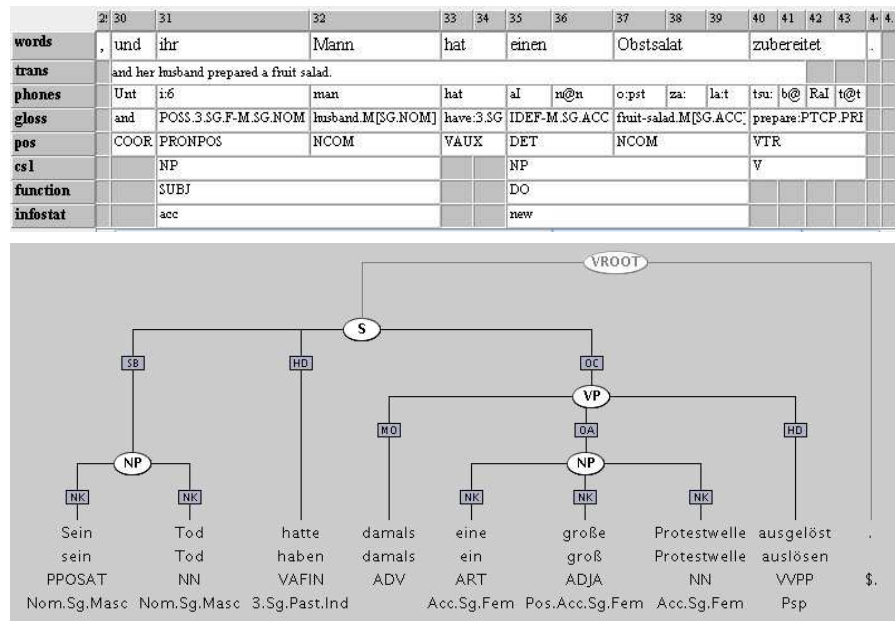 2! 30 31 32 33 34 35 36 37 38 39 40 41 42 43 4 4.
words , und ihr Mann hat einen Obstsalat zubereitet .
trans and her husband prepared a fruit salad.
phones Unt i:6 man hat aI n@n o:pst za: la:t tsu: b@ RaI t@t
gloss and POSS.3.SG.F-M.SG.NOM husband.M[SG.NOM] have:3.SG IDEF-M.SG.ACC fruit-salad.M[SG.ACC] prepare:PTCP.PRI
pos COOR PRONPOS NCOM VAUX DET NCOM VTR
cs1 NP NP V
function SUBJ DO
infostat acc new
VROOT
S
SB HD OC
VP
MO OA HD
NP NP
NK NK NK NK NK
Sein Tod hatte damals eine große Protestwelle ausgelöst .
sein Tod haben damals ein groß Protestwelle auslösen
PPOSAT NN VAFIN ADV ART ADJA NN VVPP $.
Nom.Sg.Masc Nom.Sg.Masc 3.Sg.Past.Ind Acc.Sg.Fem Pos.Acc.Sg.Fem Acc.Sg.Fem Psp